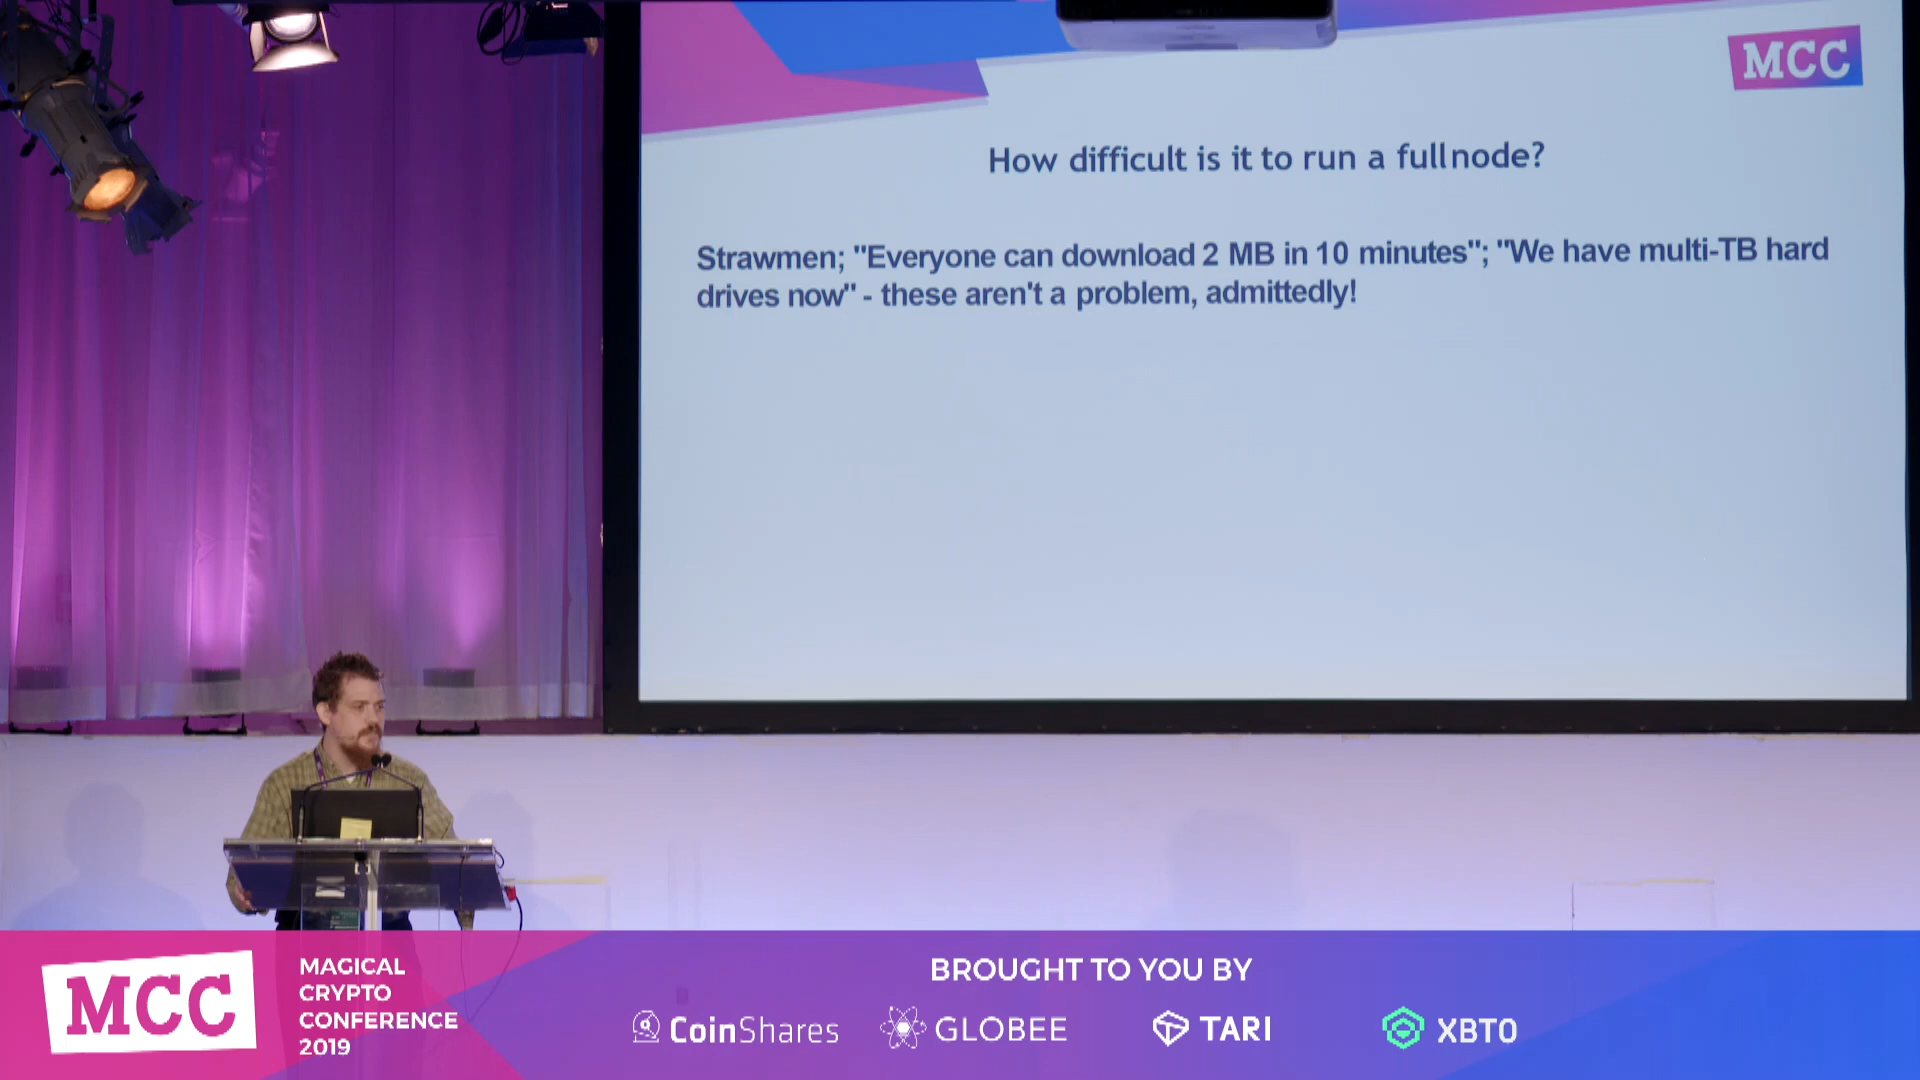 MCC
How difficult is it to run a fullnode?
Strawmen; "Everyone can download 2 MB in 10 minutes"; "We have multi-TB hard
drives now" - these aren't a problem, admittedly!
MCC
MAGICAL
CRYPTO
CONFERENCE
2019
BROUGHT TO YOU BY
CoinShares
GLOBEE
TARI
XBTO